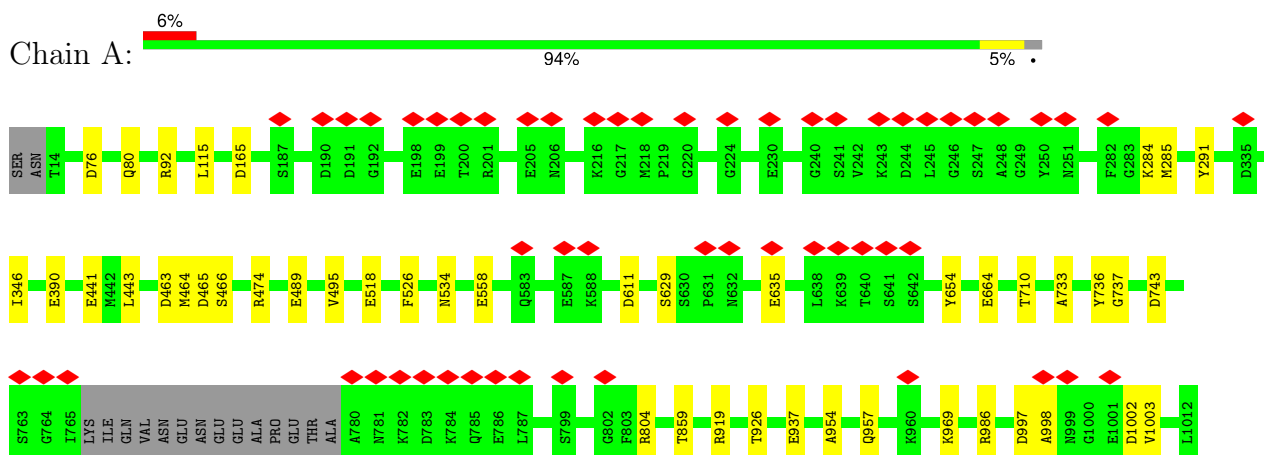 6%
Chain A:
94% 5% •
SER ASN T14 D76 Q80 R92 L115 D165 S187 D190 D191 G192 E198 E199 T200 R201 E205 N206 K216 G217 M218 P219 G220 G224 E230 G240 S241 V242 K243 D244 L245 G246 S247 A248 G249 Y250 N251 F282 G283 K284 M285 Y291 D335
I346 E390 E441 M442 L443 D463 M464 D465 S466 R474 E489 V495 E518 F526 N534 E558 Q583 E587 K588 D611 S629 S630 P631 N632 E635 L638 K639 T640 S641 S642 Y654 E664 T710 A733 Y736 G737 D743
S763 G764 I765 LYS ILE GLN VAL ASN GLU ASN GLU GLU ALA PRO GLU THR ALA A780 N781 K782 D783 K784 Q785 E786 L787 S799 G802 F803 R804 T859 R919 T926 E937 A954 Q957 K960 K969 R986 D997 A998 N999 G1000 E1001 D1002 V1003 L1012